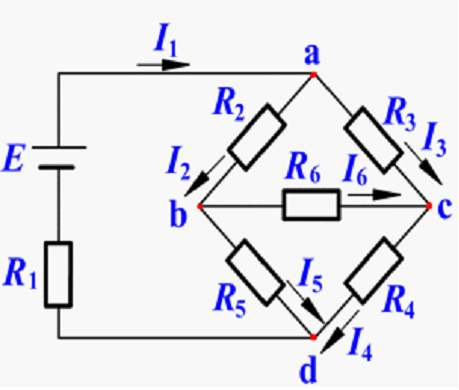 I₁
a
R₂
R₃
I₃
E
I₂
R₆
I₆
b
c
R₁
R₅
I₅
R₄
I₄
d